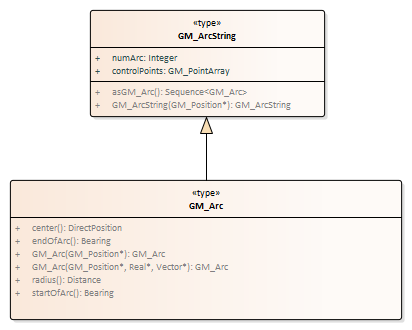 «type»
GM_ArcString
+ numArc: Integer
+ controlPoints: GM_PointArray
+ asGM_Arc(): Sequence<GM_Arc>
+ GM_ArcString(GM_Position*): GM_ArcString
«type»
GM_Arc
+ center(): DirectPosition
+ endOfArc(): Bearing
+ GM_Arc(GM_Position*): GM_Arc
+ GM_Arc(GM_Position*, Real*, Vector*): GM_Arc
+ radius(): Distance
+ startOfArc(): Bearing